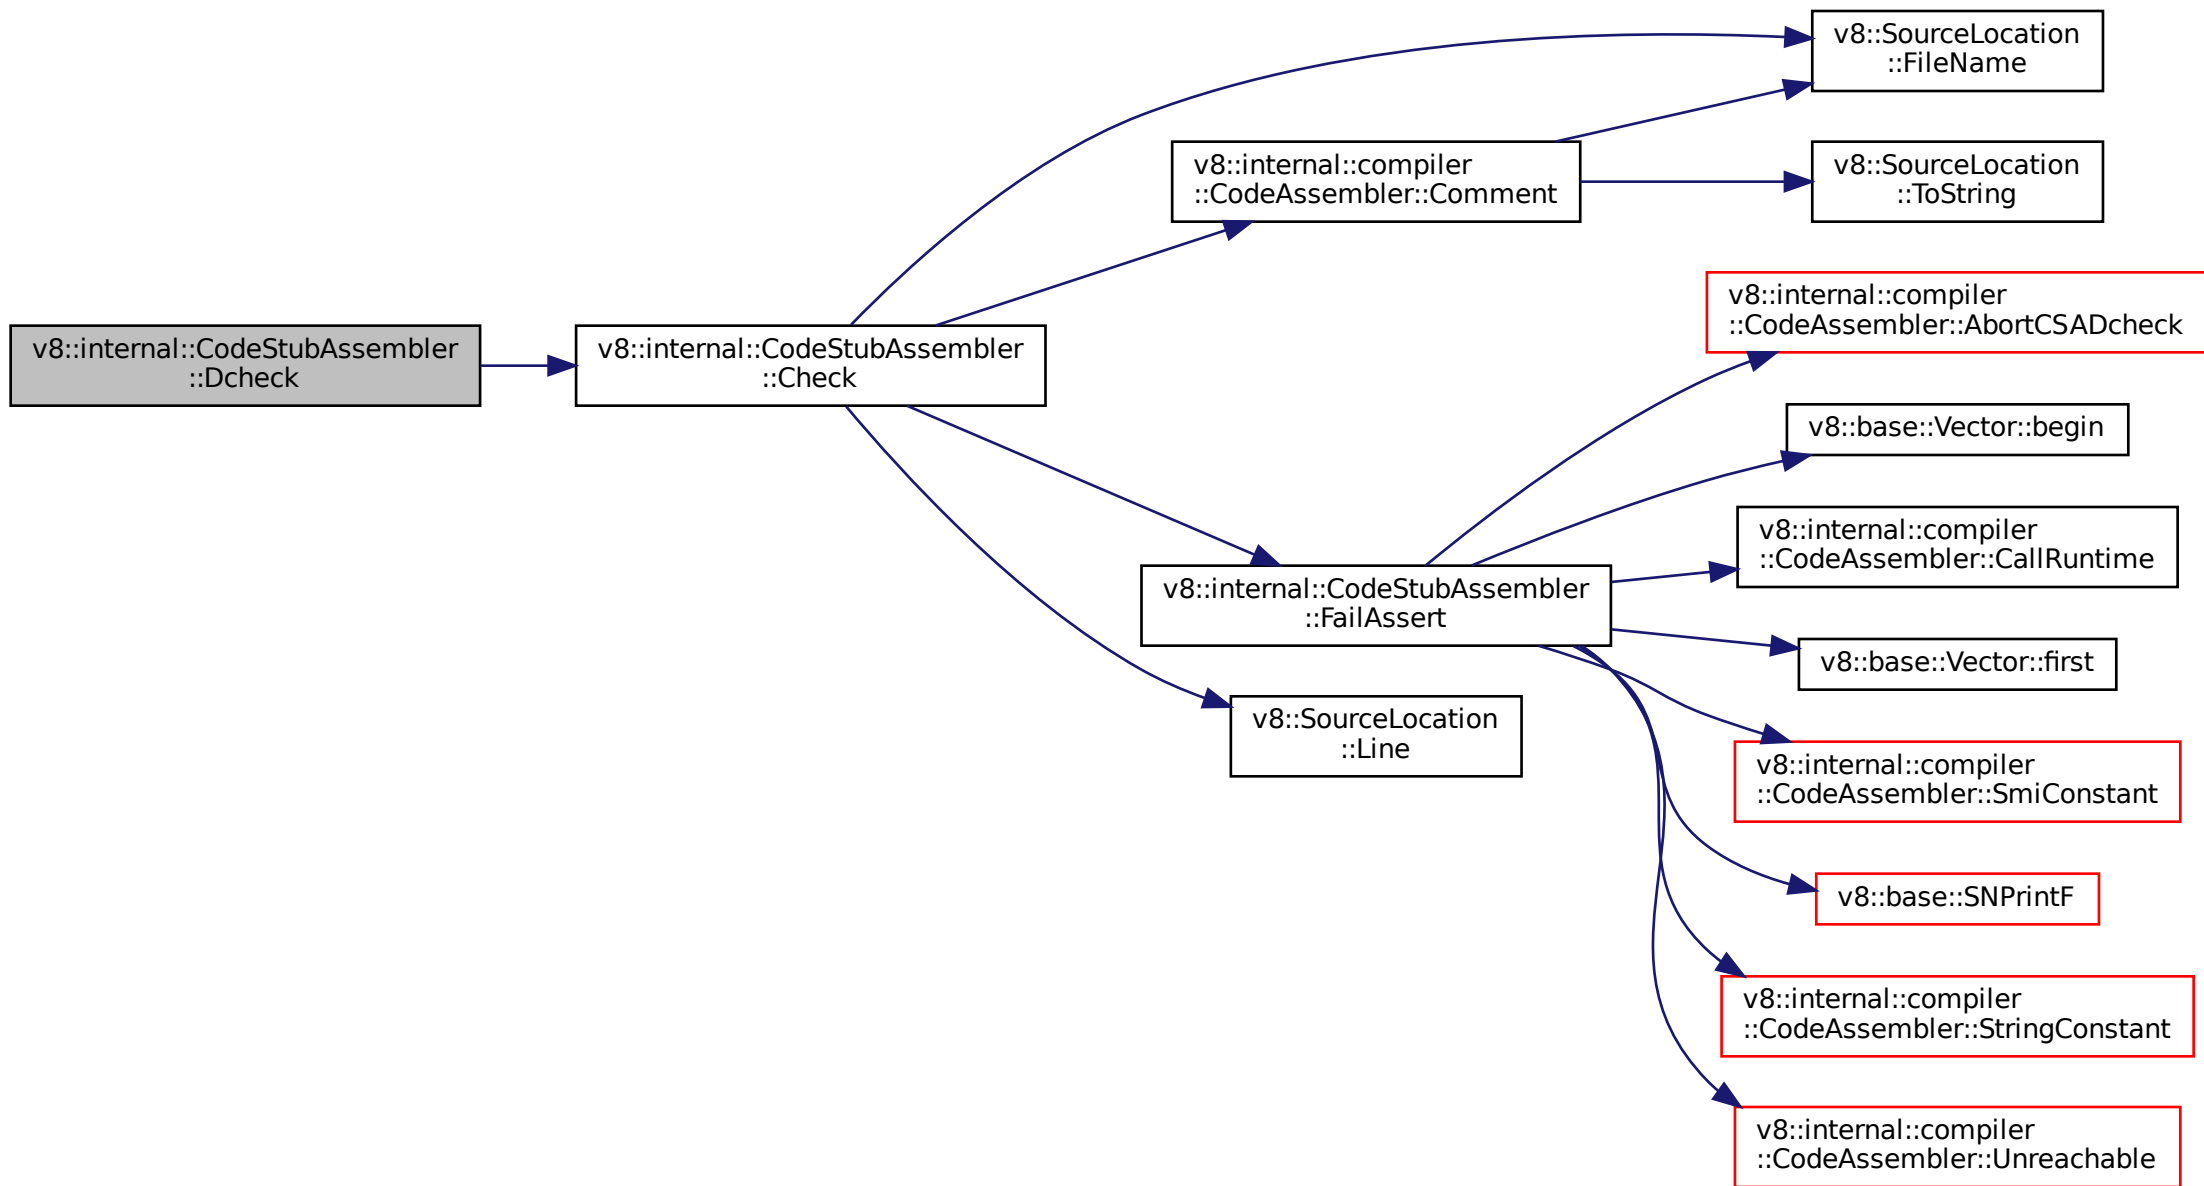 v8::SourceLocation
::FileName
v8::internal::compiler
::CodeAssembler::Comment
v8::SourceLocation
::ToString
v8::internal::compiler
::CodeAssembler::AbortCSADcheck
v8::internal::CodeStubAssembler
::Dcheck
v8::internal::CodeStubAssembler
::Check
v8::base::Vector::begin
v8::internal::compiler
::CodeAssembler::CallRuntime
v8::internal::CodeStubAssembler
::FailAssert
v8::base::Vector::first
v8::SourceLocation
::Line
v8::internal::compiler
::CodeAssembler::SmiConstant
v8::base::SNPrintF
v8::internal::compiler
::CodeAssembler::StringConstant
v8::internal::compiler
::CodeAssembler::Unreachable